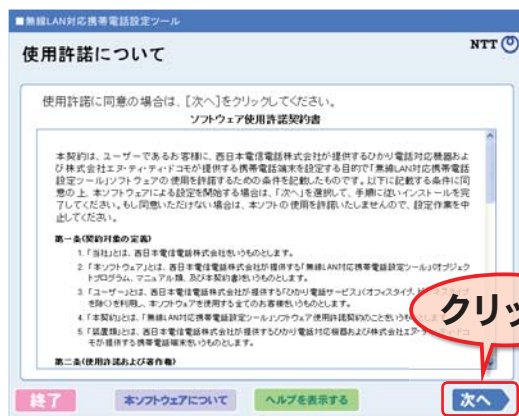 ■無線LAN対応携帯電話設定ツール
使用許諾について
NTT
使用許諾に同意の場合は、[次へ]をクリックしてください。
ソフトウェア使用許諾契約書
本契約は、ユーザーであるお客様に、西日本電信電話株式会社が提供するひかり電話対応機器およ
び株式会社エヌ・ティ・ティ・ドコモが提供する携帯電話端末を設定する目的で「無線LAN対応携帯電話
設定ツール」ソフトウェアの使用を許諾するための条件を記載したものです。以下に記載する条件に同
意の上、本ソフトウェアによる設定を開始する場合は、「次へ」を選択して、手順に従いインストールを完
了してください。もし同意いただけない場合は、本ソフトの使用を許諾いたしませんので、設定作業を中
止してください。
第一条(契約対象の定義)
1.「当社」とは、西日本電信電話株式会社をいうものとします。
2.「本ソフトウェア」とは、西日本電信電話株式会社が提供する「無線LAN対応携帯電話設定ツール」のオブジェク
トプログラム、マニュアル類、及び本契約書をいうものとします。
3.「ユーザー」とは、西日本電信電話株式会社が提供する「ひかり電話サービス」(オフィスタイプ、
を除く)を利用し、本ソフトウェアを使用する全てのお客様をいうものとします。
4.「本契約」とは、「無線LAN対応携帯電話設定ツール」ソフトウェア使用許諾契約のことをいう
5.「装置類」とは、西日本電信電話株式会社が提供するひかり電話対応機器および株式会社エヌ・ティ・ティ・ドコ
モが提供する携帯電話端末をいうものとします。
第二条(使用許諾および著作権)
クリッ
終了
本ソフトウェアについて
ヘルプを表示する
次へ